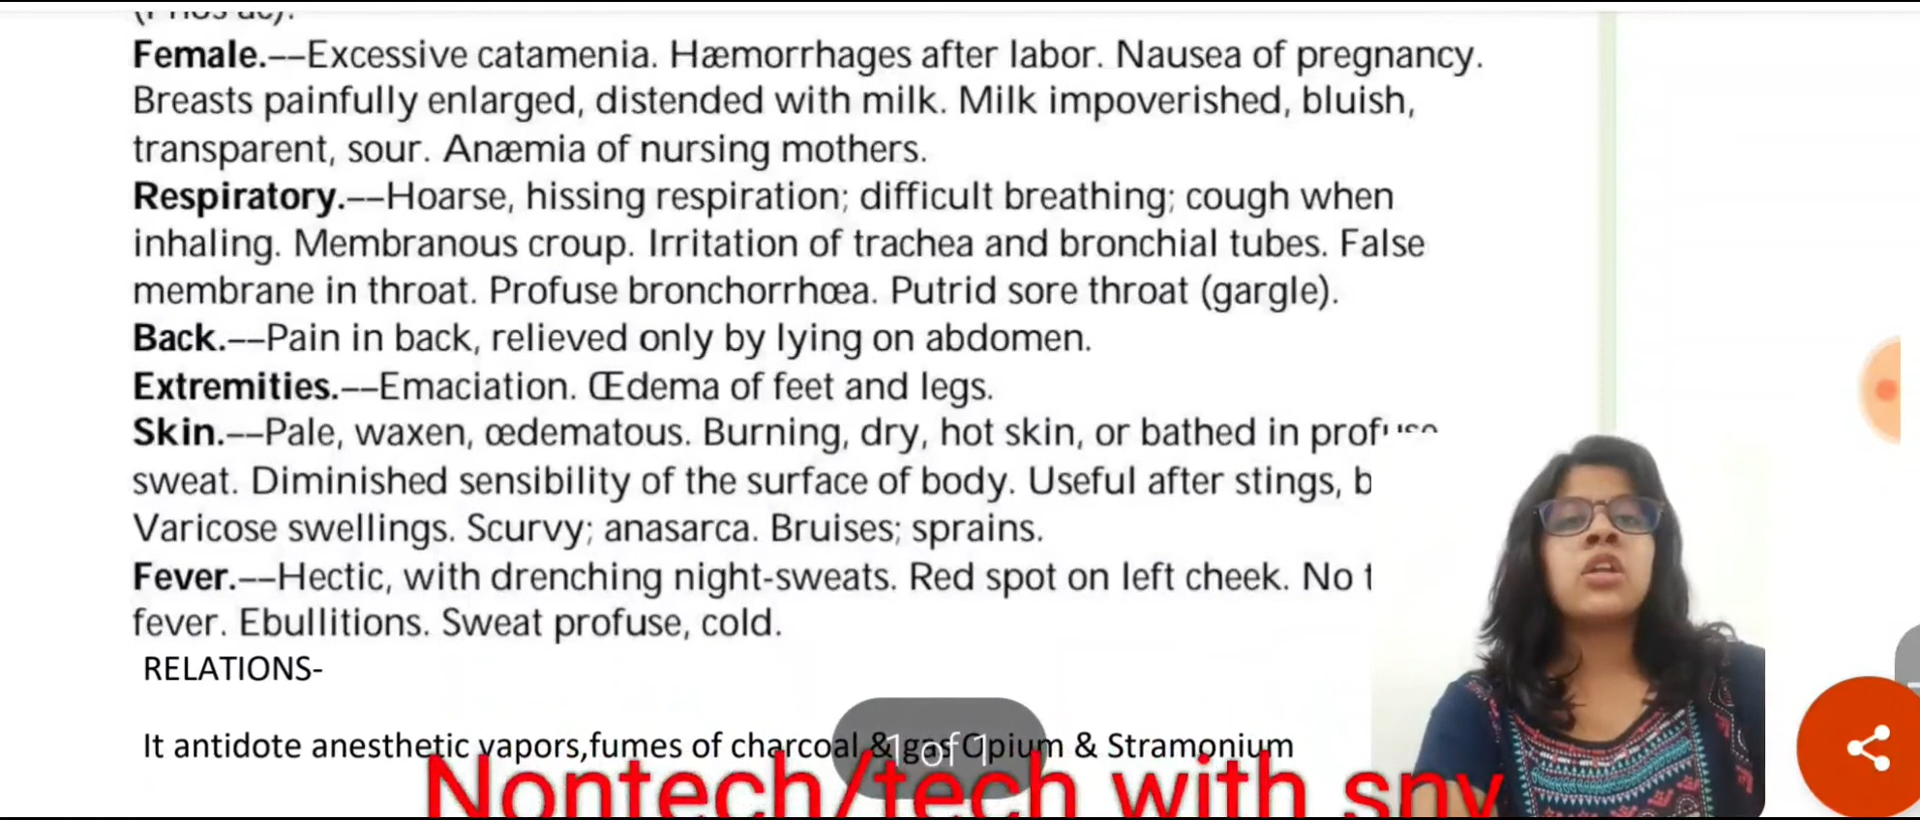 (Phos ac).
Female.--Excessive catamenia. Hæmorrhages after labor. Nausea of pregnancy.
Breasts painfully enlarged, distended with milk. Milk impoverished, bluish,
transparent, sour. Anæmia of nursing mothers.
Respiratory.--Hoarse, hissing respiration; difficult breathing; cough when
inhaling. Membranous croup. Irritation of trachea and bronchial tubes. False
membrane in throat. Profuse bronchorrhœa. Putrid sore throat (gargle).
Back.--Pain in back, relieved only by lying on abdomen.
Extremities.--Emaciation. Œdema of feet and legs.
Skin.--Pale, waxen, œdematous. Burning, dry, hot skin, or bathed in profuse
sweat. Diminished sensibility of the surface of body. Useful after stings,
Varicose swellings. Scurvy; anasarca. Bruises; sprains.
Fever.--Hectic, with drenching night-sweats. Red spot on left cheek. No
fever. Ebullitions. Sweat profuse, cold.
RELATIONS-
It antidote anesthetic vapors,fumes of charcoal & gas Opium & Stramonium
1 of 1
Nontech/tech with sny